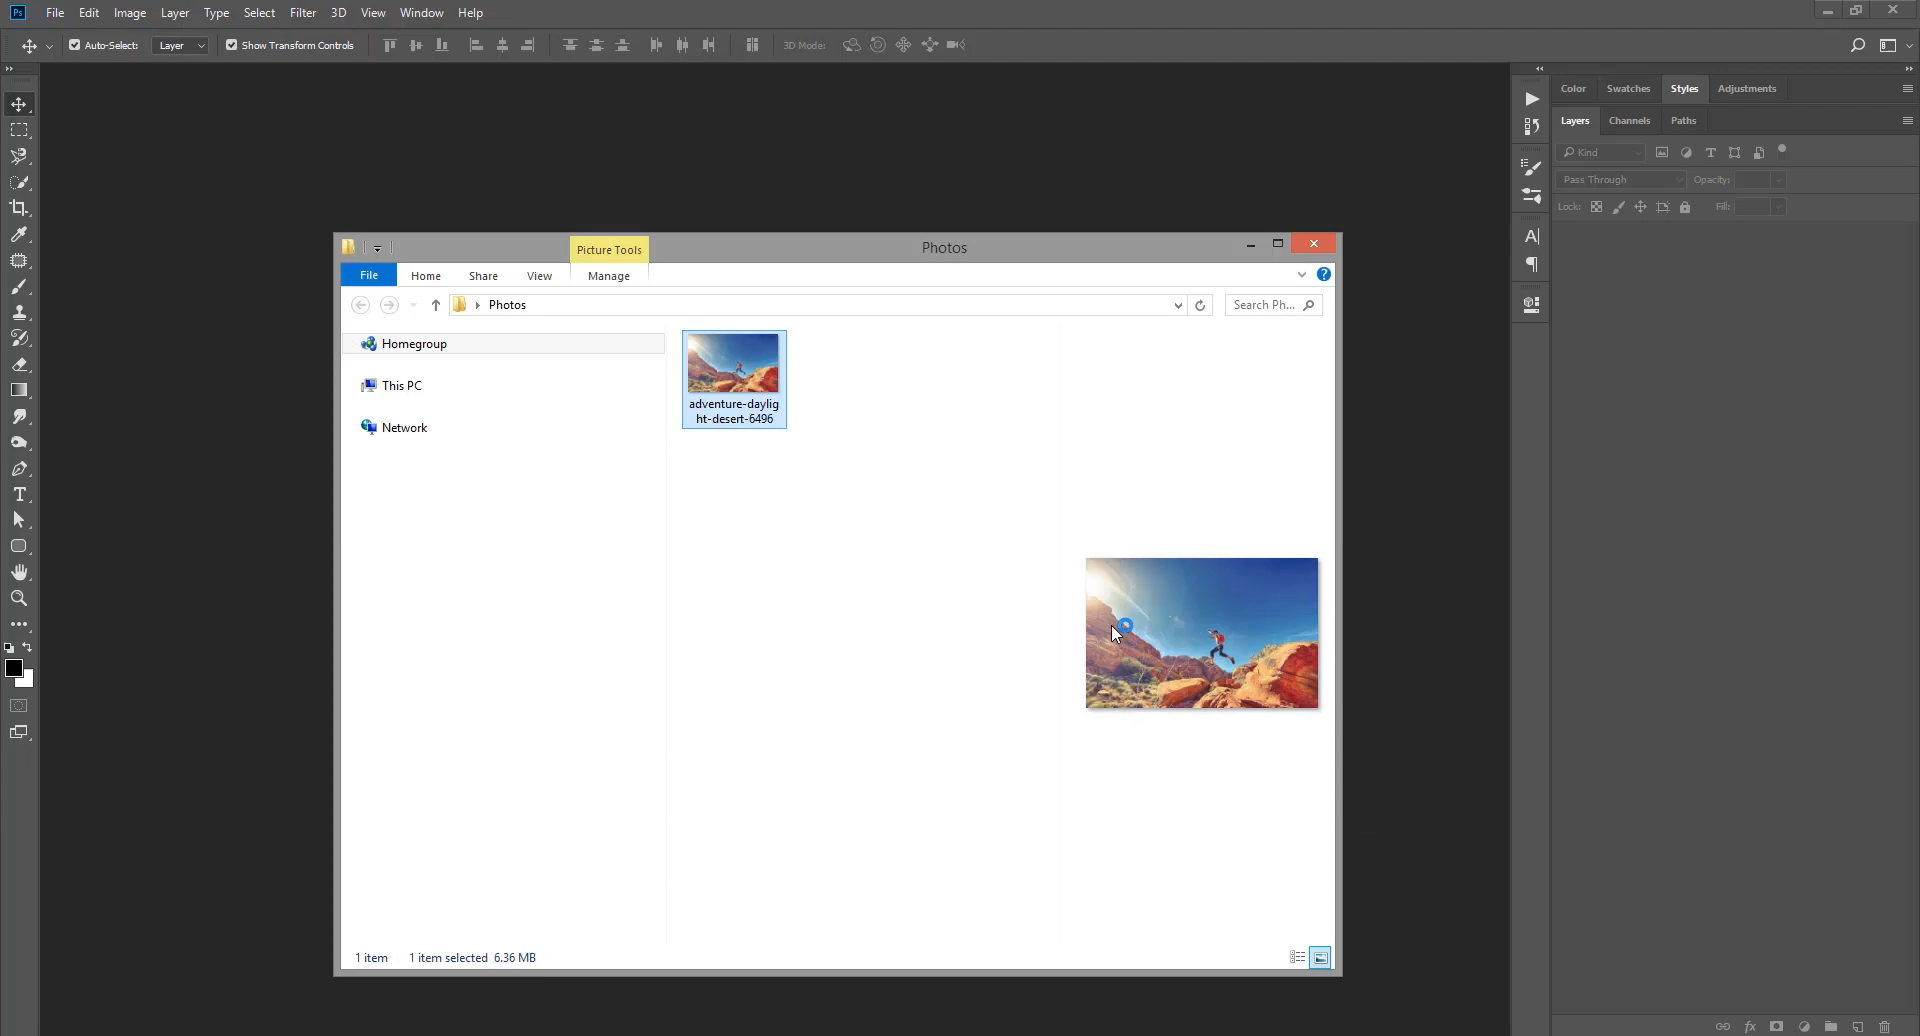 Ps File Edit Image Layer Type Select Filter 3D View Window Help
Auto-Select: Layer Show Transform Controls 3D Mode:
Color Swatches Styles Adjustments
Layers Channels Paths
Kind
Pass Through Opacity:
Lock: Fill:
Picture Tools Photos
File Home Share View Manage
Photos Search Ph...
Homegroup
This PC
Network
adventure-daylig
ht-desert-6496
1 item 1 item selected 6.36 MB